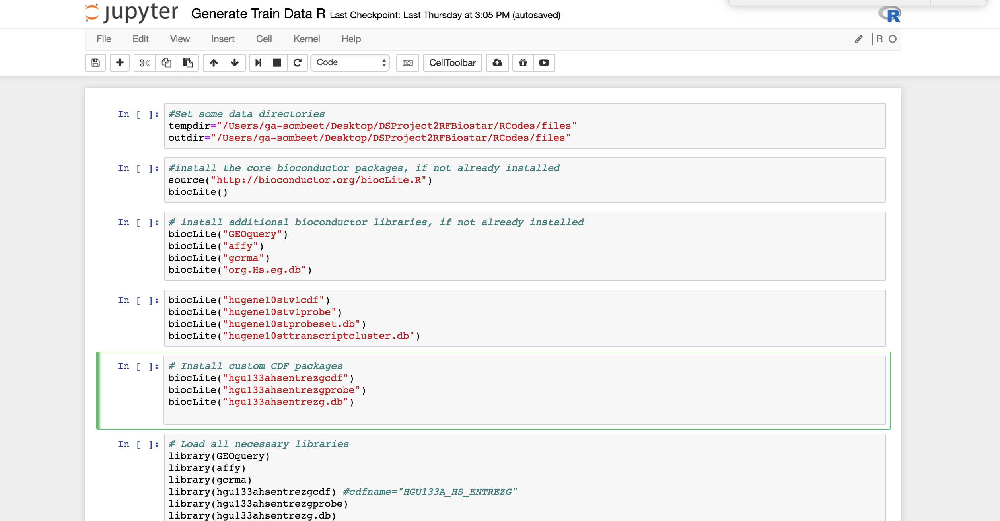 jupyter Generate Train Data R Last Checkpoint: Last Thursday at 3:05 PM (autosaved)
File Edit View Insert Cell Kernel Help R
Code CellToolbar
In [ ]: #Set some data directories
tempdir="/Users/ga-sombeet/Desktop/DSProject2RFBiostar/RCodes/files"
outdir="/Users/ga-sombeet/Desktop/DSProject2RFBiostar/RCodes/files"
In [ ]: #install the core bioconductor packages, if not already installed
source("http://bioconductor.org/biocLite.R")
biocLite()
In [ ]: # install additional bioconductor libraries, if not already installed
biocLite("GEOquery")
biocLite("affy")
biocLite("gcrma")
biocLite("org.Hs.eg.db")
In [ ]: biocLite("hugene10stv1cdf")
biocLite("hugene10stv1probe")
biocLite("hugene10stprobeset.db")
biocLite("hugene10sttranscriptcluster.db")
In [ ]: # Install custom CDF packages
biocLite("hgu133ahsentrezgcdf")
biocLite("hgu133ahsentrezgprobe")
biocLite("hgu133ahsentrezg.db")
In [ ]: # Load all necessary libraries
library(GEOquery)
library(affy)
library(gcrma)
library(hgu133ahsentrezgcdf) #cdfname="HGU133A_HS_ENTREZG"
library(hgu133ahsentrezgprobe)
library(hgu133ahsentrezg.db)